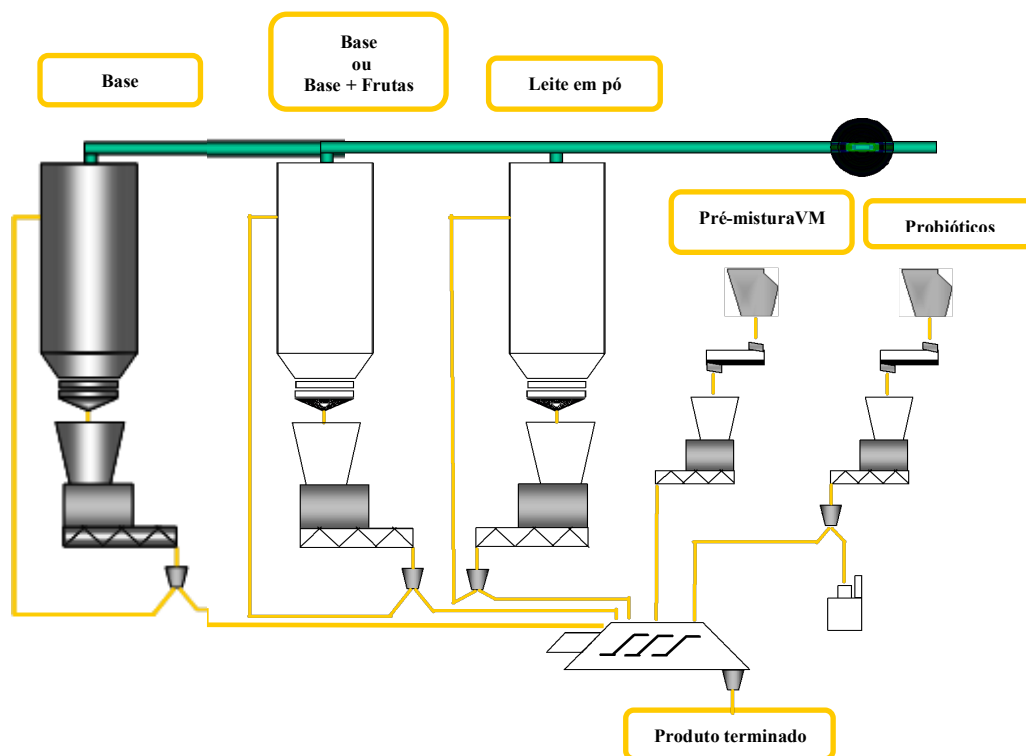 Base
Base
ou
Base + Frutas
Leite em pó
Pré-misturaVM
Probióticos
Produto terminado